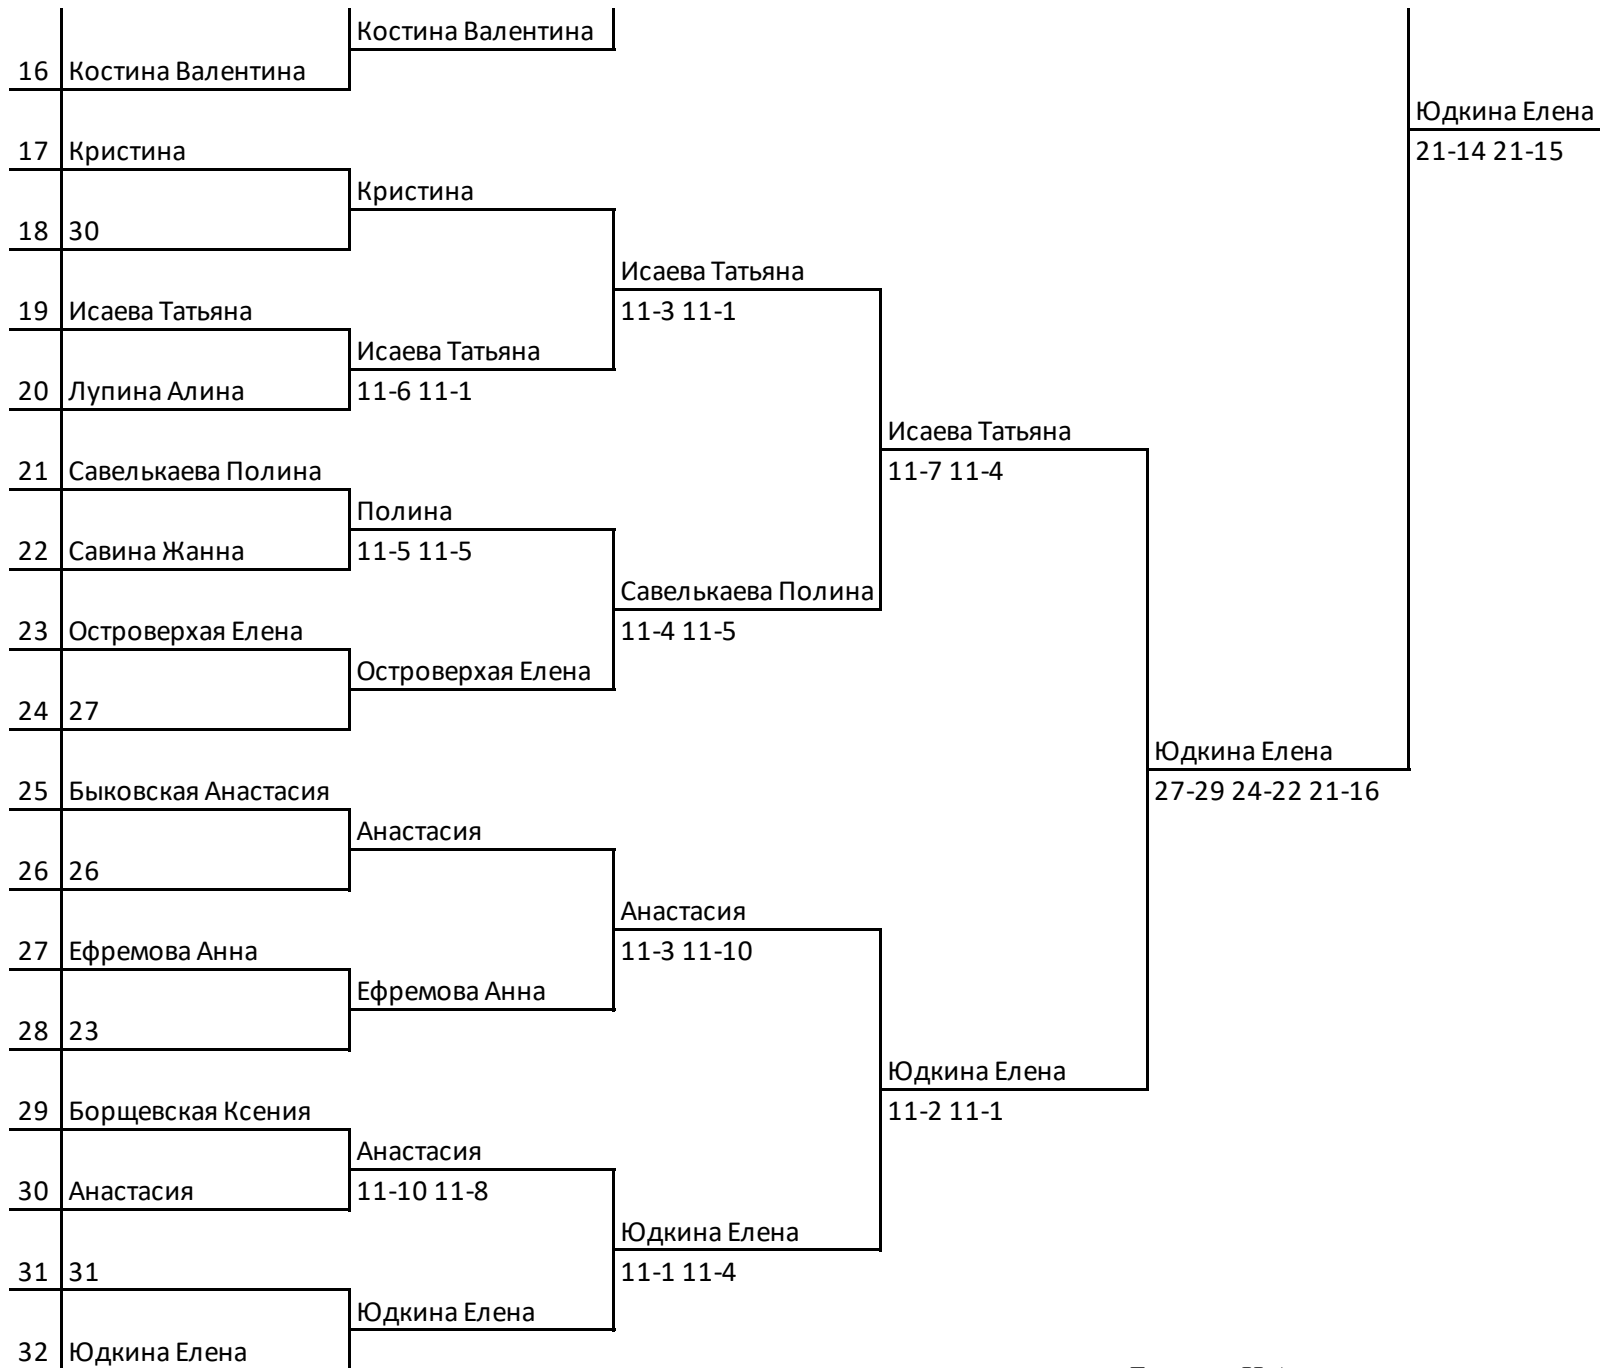 Костина Валентина
16 Костина Валентина
Юдкина Елена
17 Кристина
21-14 21-15
Кристина
18 30
Исаева Татьяна
19 Исаева Татьяна
11-3 11-1
Исаева Татьяна
20 Лупина Алина
11-6 11-1
Исаева Татьяна
21 Савелькаева Полина
11-7 11-4
Полина
22 Савина Жанна
11-5 11-5
Савелькаева Полина
23 Островерхая Елена
11-4 11-5
Островерхая Елена
24 27
Юдкина Елена
25 Быковская Анастасия
27-29 24-22 21-16
Анастасия
26 26
Анастасия
27 Ефремова Анна
11-3 11-10
Ефремова Анна
28 23
Юдкина Елена
29 Борщевская Ксения
11-2 11-1
Анастасия
30 Анастасия
11-10 11-8
Юдкина Елена
31 31
11-1 11-4
Юдкина Елена
32 Юдкина Елена